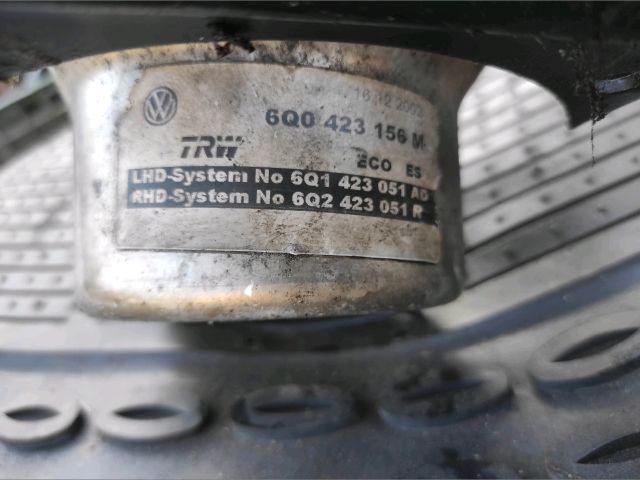 16.12.2002
6Q0 423 156 M
TRW
ECO ES
LHD-System No 6Q1 423 051 AD
RHD-System No 6Q2 423 051 R